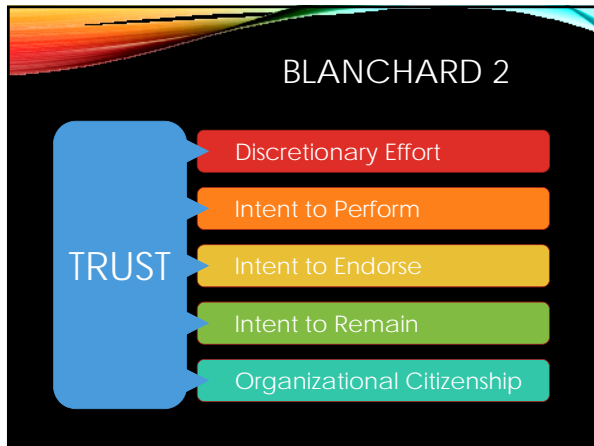 BLANCHARD 2
TRUST
Discretionary Effort
Intent to Perform
Intent to Endorse
Intent to Remain
Organizational Citizenship